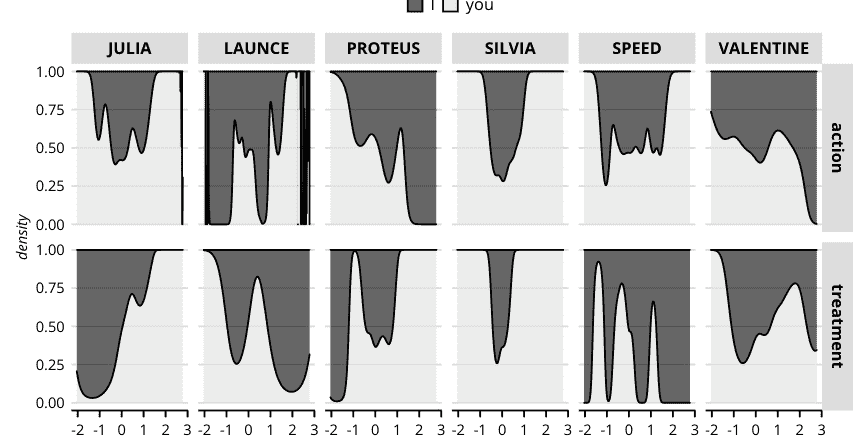 I you
JULIA LAUNCE PROTEUS SILVIA SPEED VALENTINE
1.00
0.75
0.50
0.25
0.00
action
density
1.00
0.75
0.50
0.25
0.00
treatment
-2 -1 0 1 2 3 -2 -1 0 1 2 3 -2 -1 0 1 2 3 -2 -1 0 1 2 3 -2 -1 0 1 2 3 -2 -1 0 1 2 3